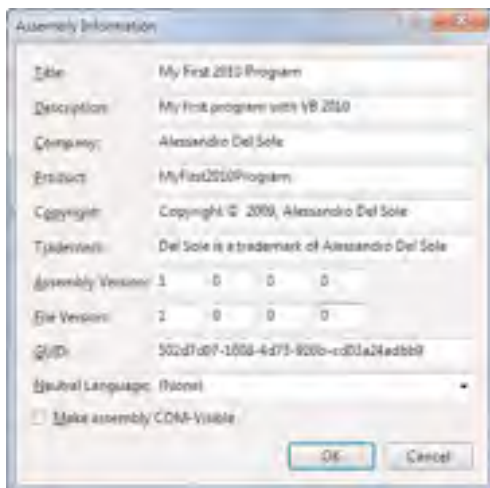 Assembly Information
Title: My First 2010 Program
Description: My first program with VB 2010
Company: Alessandro Del Sole
Product: MyFirst2010Program
Copyright: Copyright © 2009, Alessandro Del Sole
Trademark: Del Sole is a trademark of Alessandro Del Sole
Assembly Version: 1 0 0 0
File Version: 1 0 0 0
GUID:
Neutral Language: (None)
Make assembly COM-Visible
OK Cancel